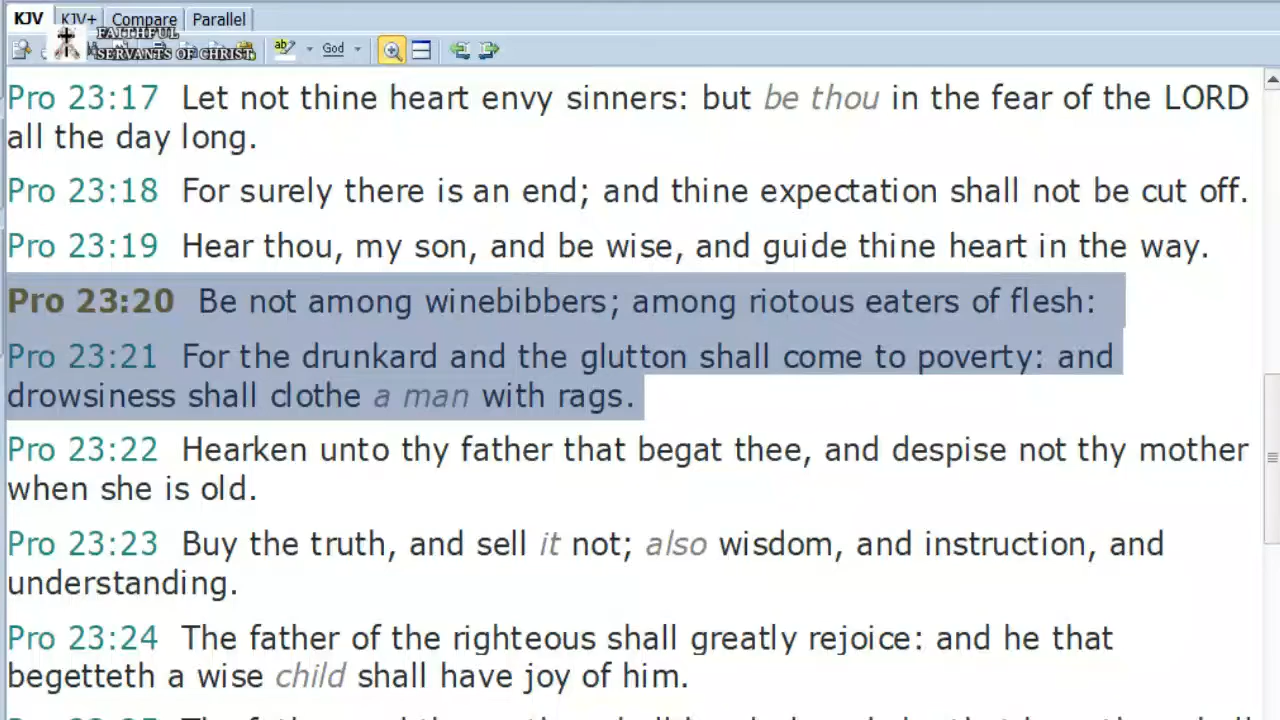 KJV KJV+ Compare Parallel
FAITHFUL
SERVANTS OF CHRIST
God
Pro 23:17 Let not thine heart envy sinners: but be thou in the fear of the LORD
all the day long.
Pro 23:18 For surely there is an end; and thine expectation shall not be cut off.
Pro 23:19 Hear thou, my son, and be wise, and guide thine heart in the way.
Pro 23:20 Be not among winebibbers; among riotous eaters of flesh:
Pro 23:21 For the drunkard and the glutton shall come to poverty: and
drowsiness shall clothe a man with rags.
Pro 23:22 Hearken unto thy father that begat thee, and despise not thy mother
when she is old.
Pro 23:23 Buy the truth, and sell it not; also wisdom, and instruction, and
understanding.
Pro 23:24 The father of the righteous shall greatly rejoice: and he that
begetteth a wise child shall have joy of him.